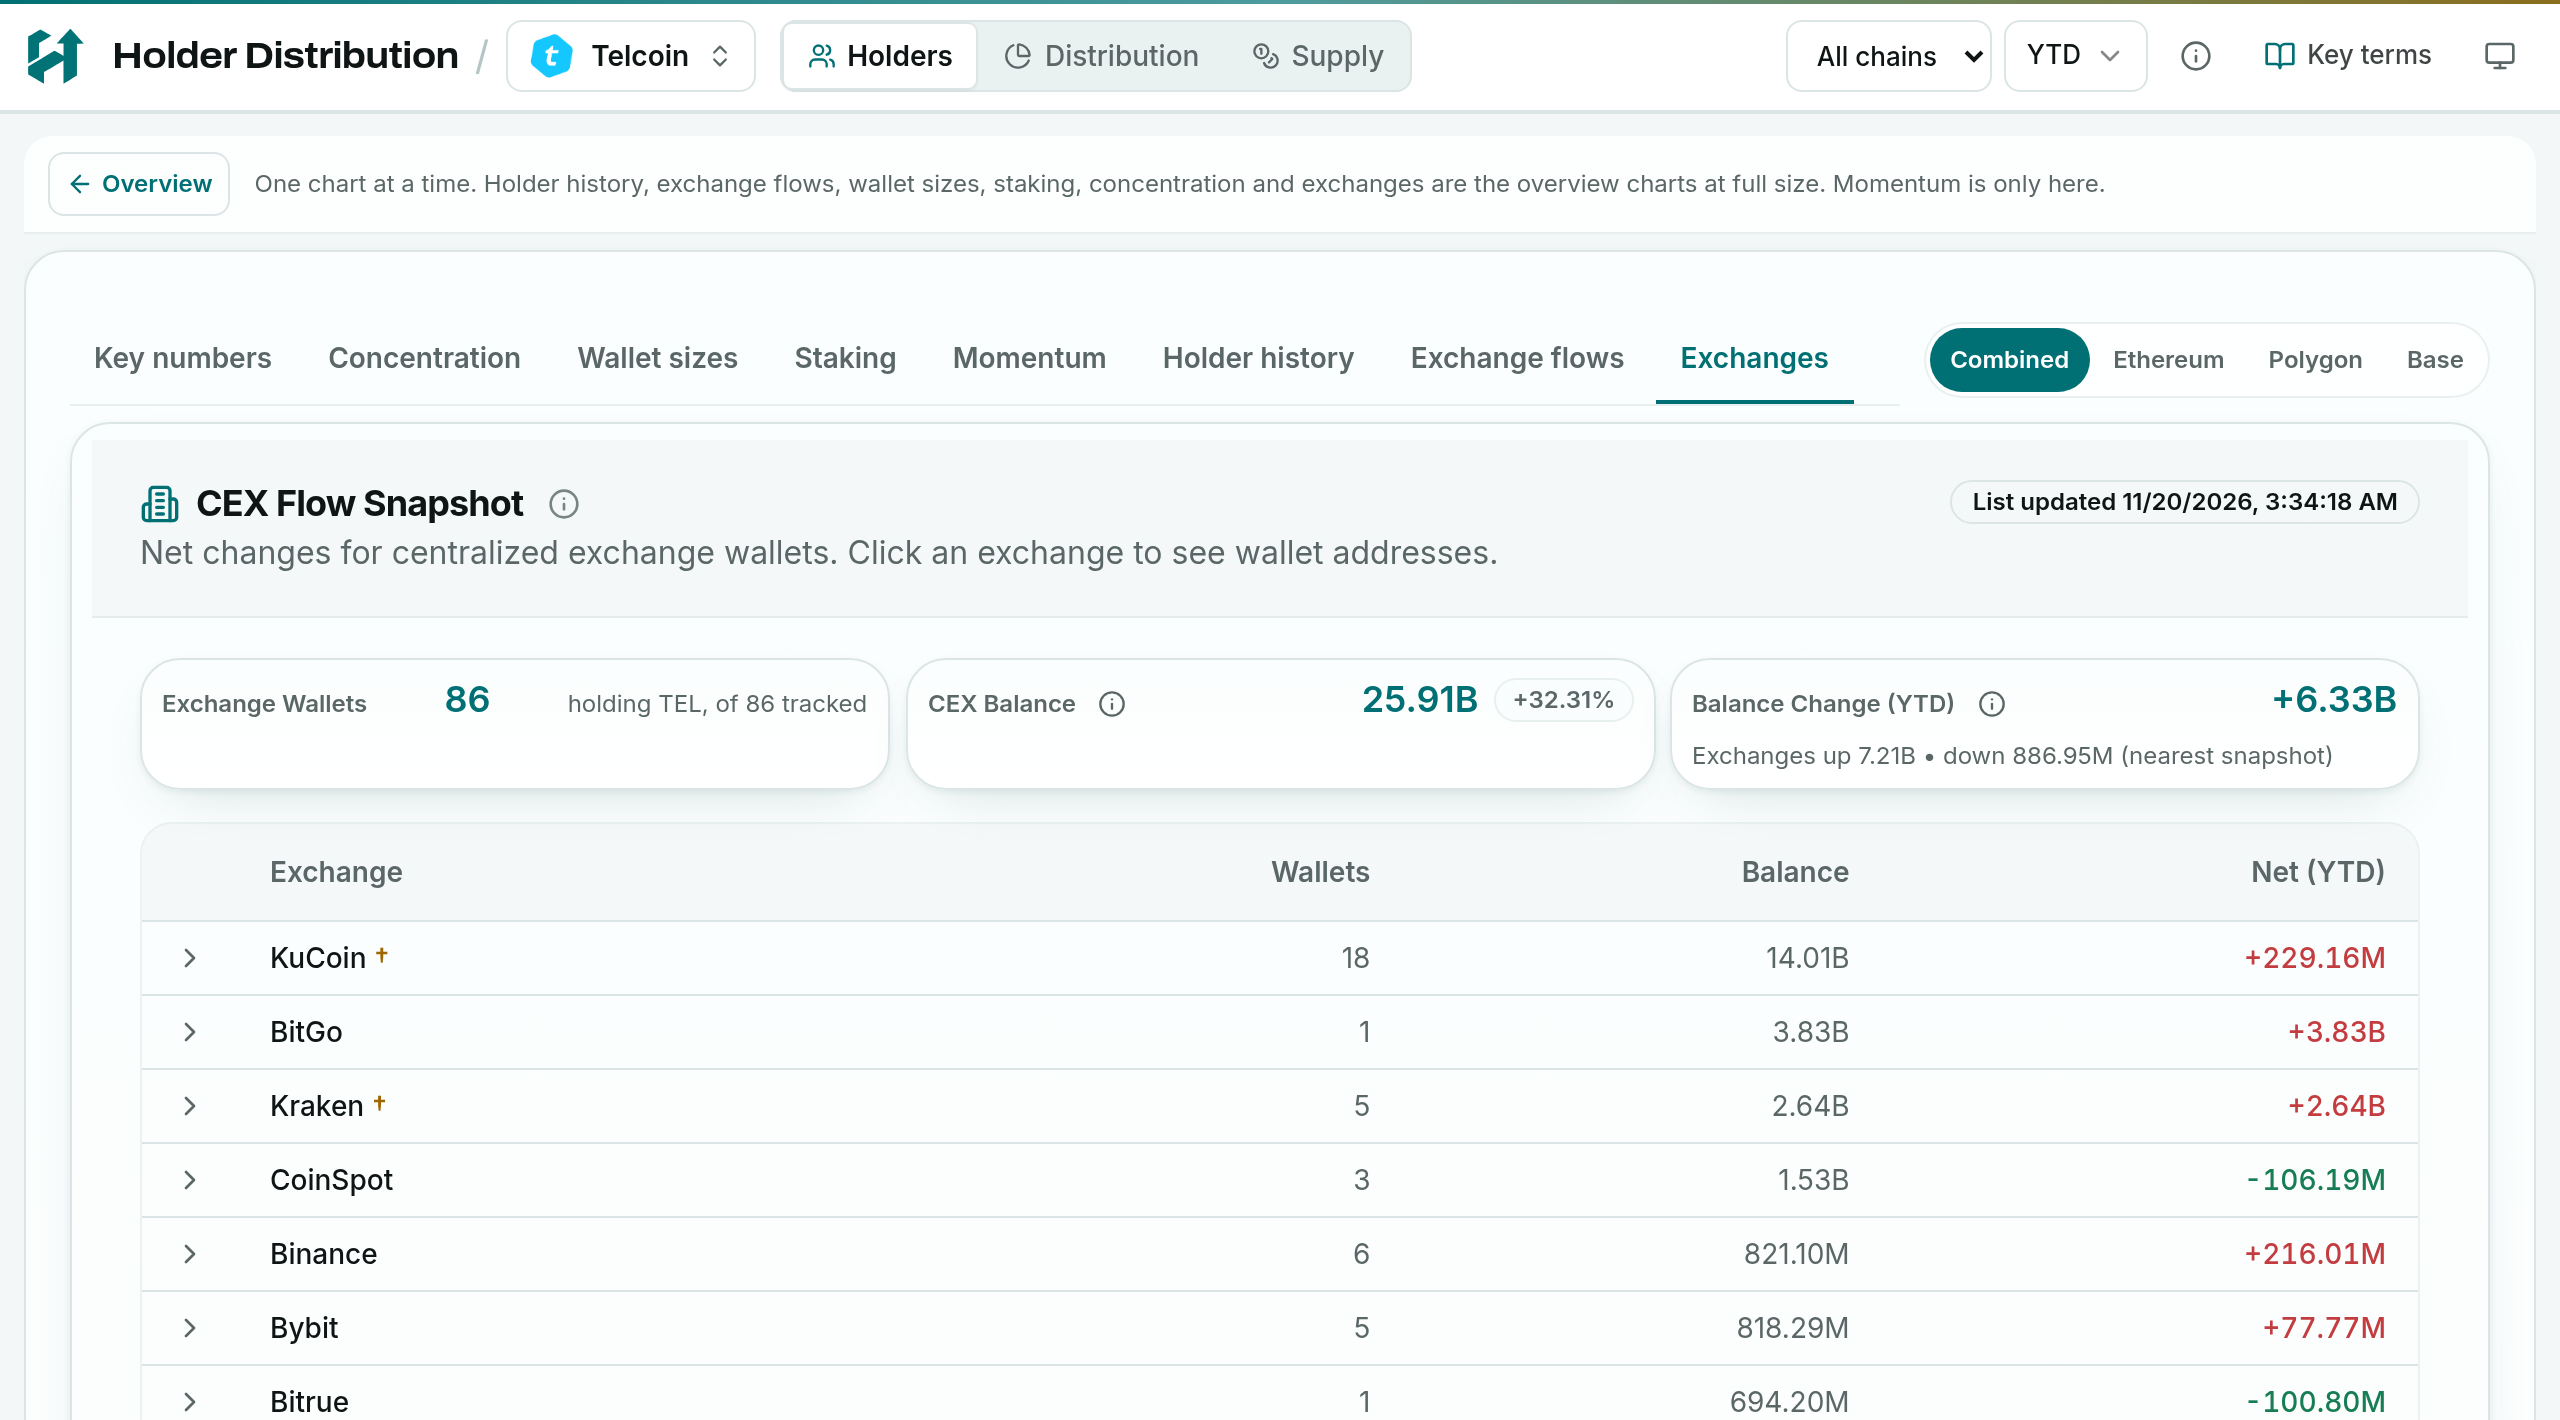 Holder Distribution / Telcoin Holders Distribution Supply All chains YTD Key terms
Overview One chart at a time. Holder history, exchange flows, wallet sizes, staking, concentration and exchanges are the overview charts at full size. Momentum is only here.
Key numbers Concentration Wallet sizes Staking Momentum Holder history Exchange flows Exchanges Combined Ethereum Polygon Base
CEX Flow Snapshot List updated 11/20/2026, 3:34:18 AM
Net changes for centralized exchange wallets. Click an exchange to see wallet addresses.
Exchange Wallets 86 holding TEL, of 86 tracked CEX Balance 25.91B +32.31% Balance Change (YTD) +6.33B
Exchanges up 7.21B • down 886.95M (nearest snapshot)
Exchange Wallets Balance Net (YTD)
KuCoin † 18 14.01B +229.16M
BitGo 1 3.83B +3.83B
Kraken † 5 2.64B +2.64B
CoinSpot 3 1.53B -106.19M
Binance 6 821.10M +216.01M
Bybit 5 818.29M +77.77M
Bitrue 1 694.20M -100.80M